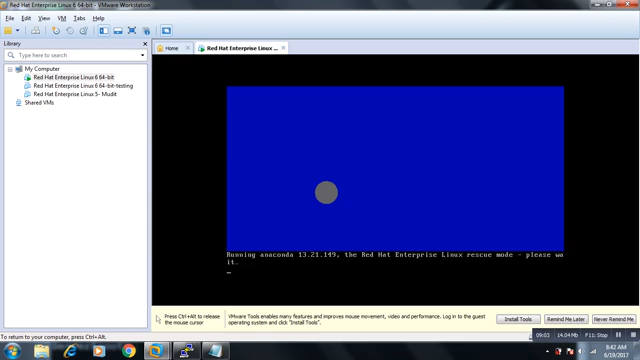 Red Hat Enterprise Linux 6 64-bit - VMware Workstation
File Edit View VM Tabs Help
Library
Type here to search
My Computer
Red Hat Enterprise Linux 6 64-bit
Red Hat Enterprise Linux 6 64-bit-testing
Red Hat Enterprise Linux 5- Mudit
Shared VMs
Home
Red Hat Enterprise Linux ...
Running anaconda 13.21.149, the Red Hat Enterprise Linux rescue mode - please wa
it.
Press Ctrl+Alt to release
the mouse cursor
VMware Tools enables many features and improves mouse movement, video and performance. Log in to the guest
operating system and click "Install Tools".
Install Tools
Remind Me Later
Never Remind Me
To return to your computer, press Ctrl+Alt.
09:03 14.04Mb F11: Stop
8:42 AM
6/19/2017